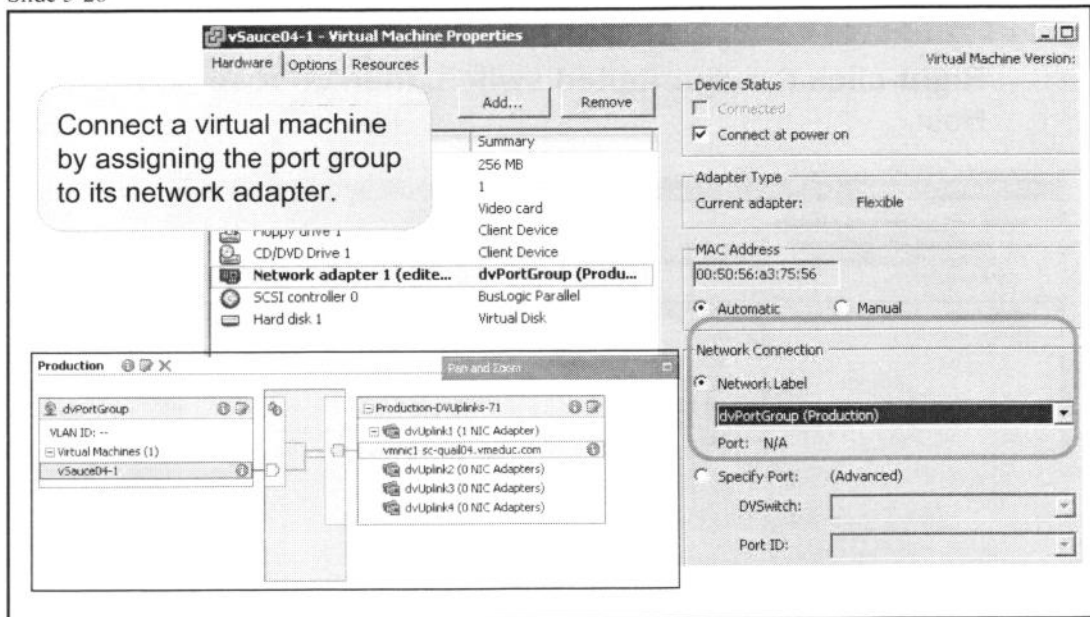 vSauce04-1 - Virtual Machine Properties
Hardware Options Resources
Virtual Machine Version:
Connect a virtual machine
by assigning the port group
to its network adapter.
Add... Remove
Summary
256 MB
1
Video card
Floppy drive 1 Client Device
CD/DVD Drive 1 Client Device
Network adapter 1 (edite... dvPortGroup (Produ...
SCSI controller 0 BusLogic Parallel
Hard disk 1 Virtual Disk
Device Status
Connected
Connect at power on
Adapter Type
Current adapter: Flexible
MAC Address
00:50:56:a3:75:56
Automatic Manual
Network Connection
Network Label
dvPortGroup (Production)
Port: N/A
Specify Port: (Advanced)
DVSwitch:
Port ID:
Production
Pan and Zoom
dvPortGroup
VLAN ID: --
Virtual Machines (1)
vSauce04-1
Production-DVUplinks-71
dvUplink1 (1 NIC Adapter)
vmnic1 sc-quail04.vmeduc.com
dvUplink2 (0 NIC Adapters)
dvUplink3 (0 NIC Adapters)
dvUplink4 (0 NIC Adapters)